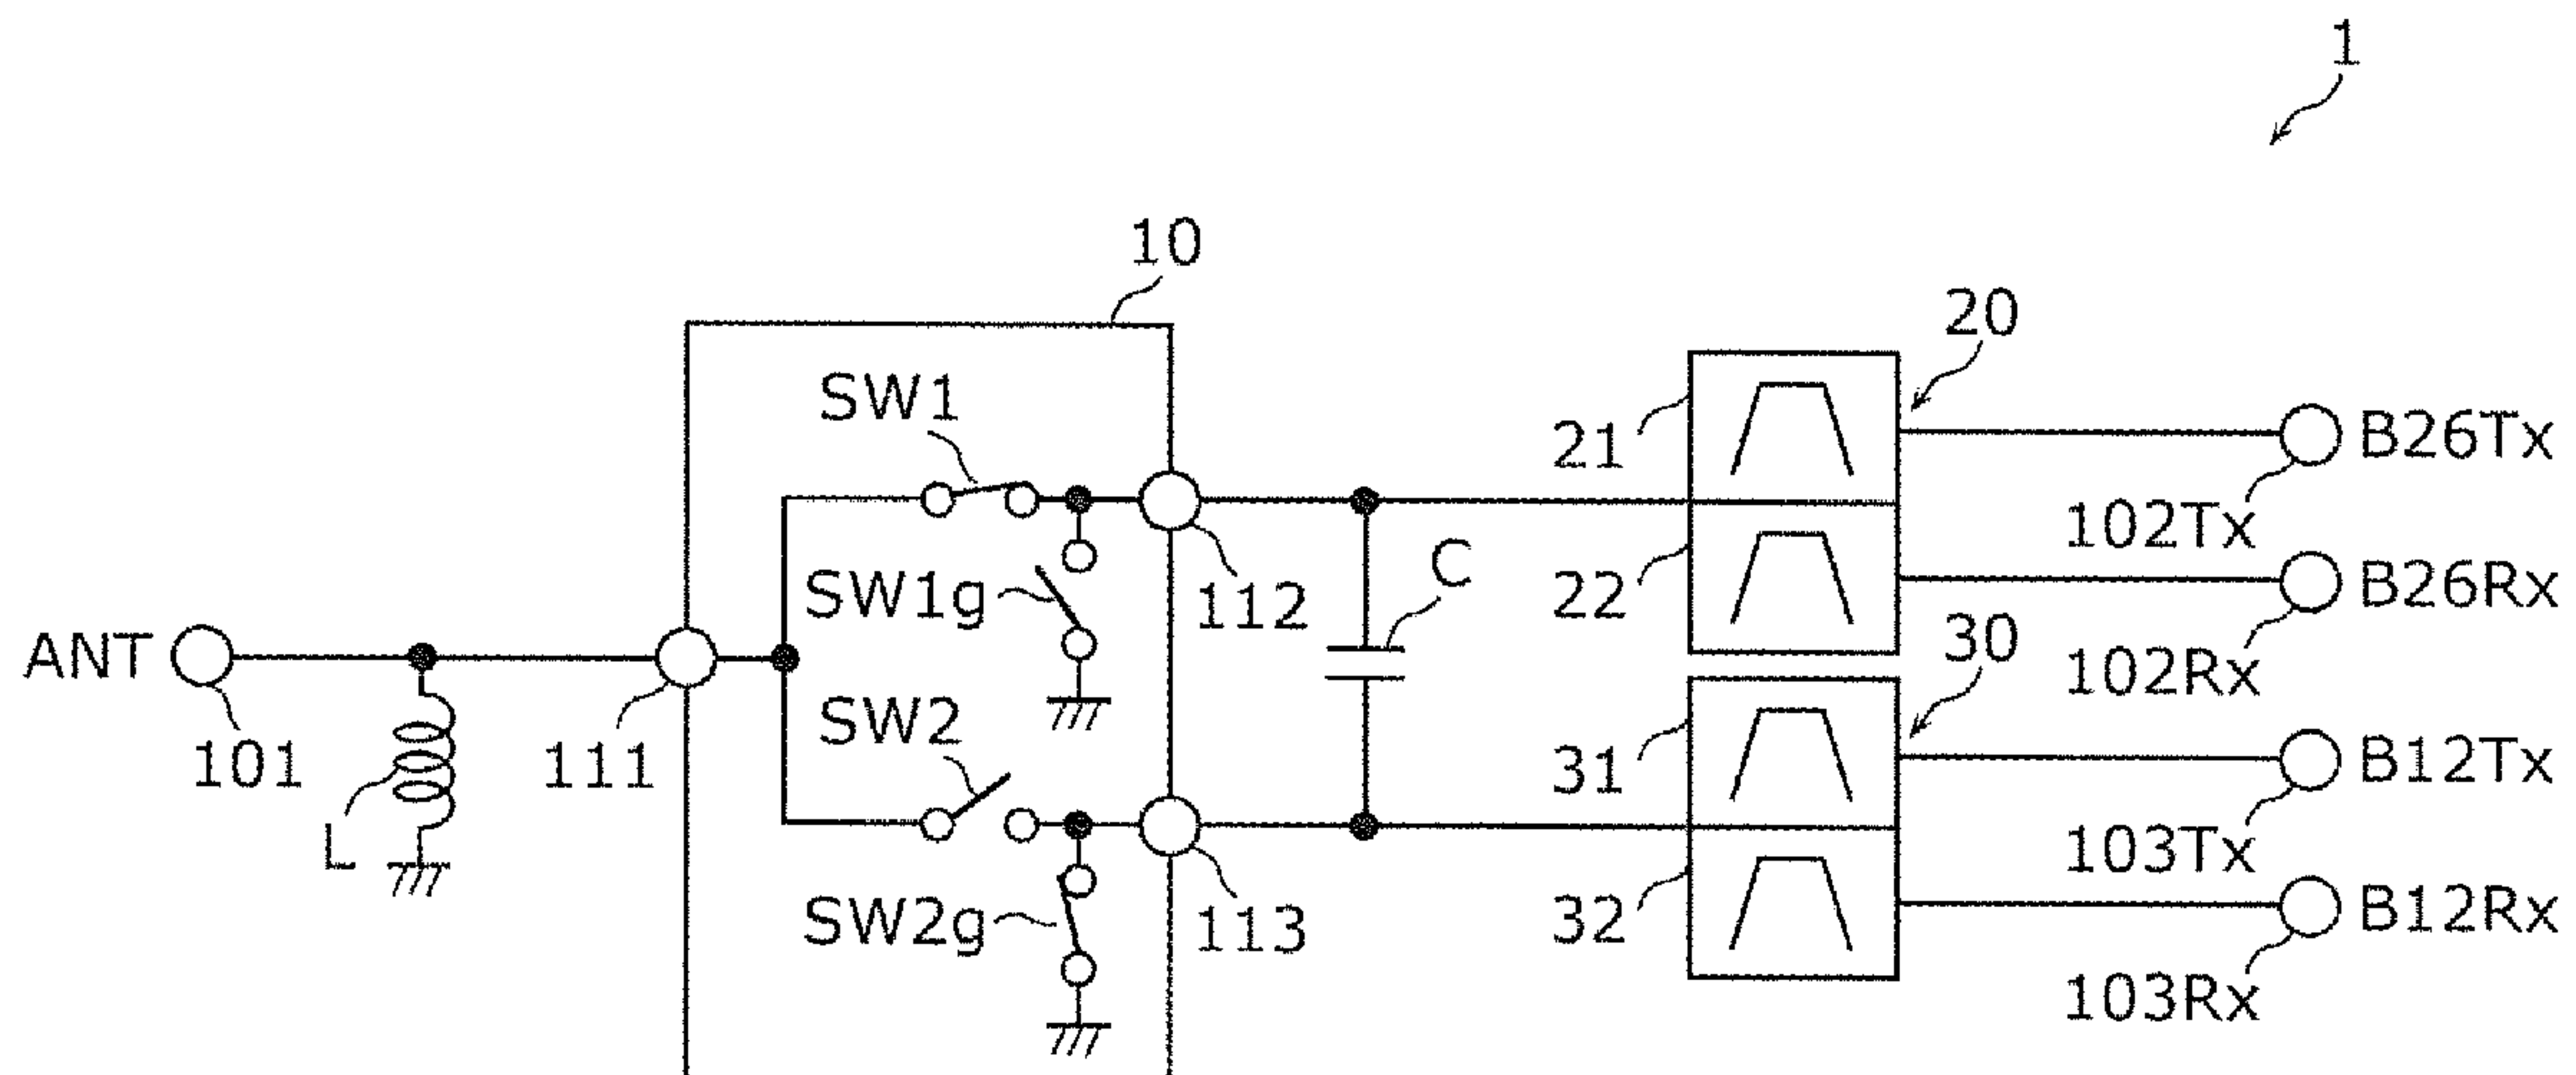 1
10
20
SW1
21
B26Tx
102Tx
SW1g
112
C
22
B26Rx
102Rx
ANT
101
L
111
SW2
30
31
B12Tx
103Tx
SW2g
113
32
B12Rx
103Rx